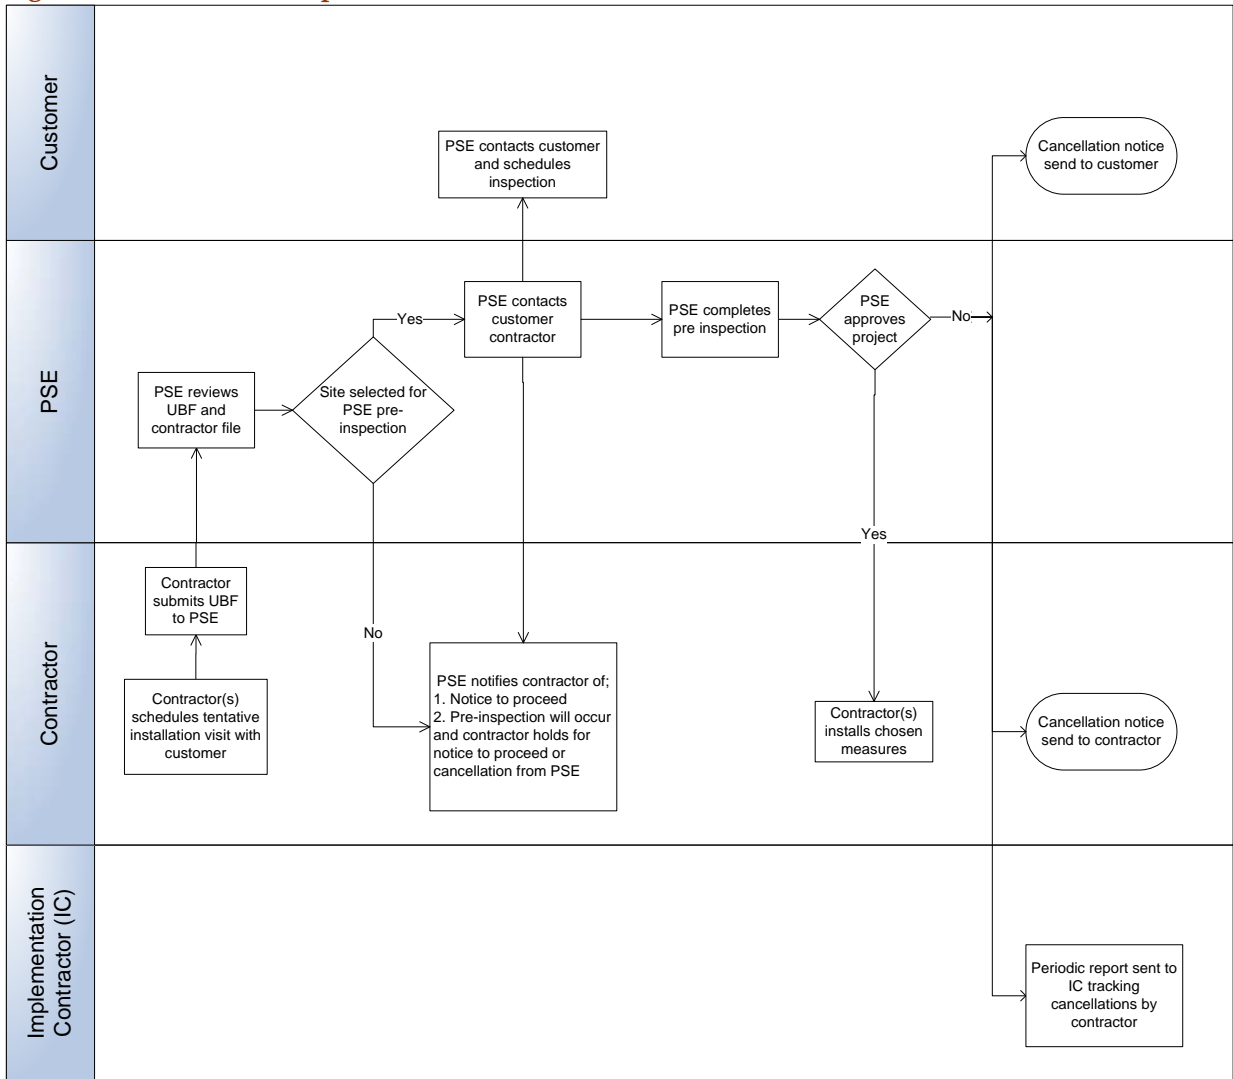 Customer
PSE contacts customer
and schedules
inspection
Cancellation notice
send to customer
PSE
PSE reviews
UBF and
contractor file
Site selected for
PSE pre-
inspection
Yes
No
PSE contacts
customer
contractor
PSE completes
pre inspection
PSE
approves
project
No
Yes
Contractor
Contractor
submits UBF
to PSE
Contractor(s)
schedules tentative
installation visit with
customer
PSE notifies contractor of;
1. Notice to proceed
2. Pre-inspection will occur
and contractor holds for
notice to proceed or
cancellation from PSE
Contractor(s)
installs chosen
measures
Cancellation notice
send to contractor
Implementation
Contractor (IC)
Periodic report sent to
IC tracking
cancellations by
contractor